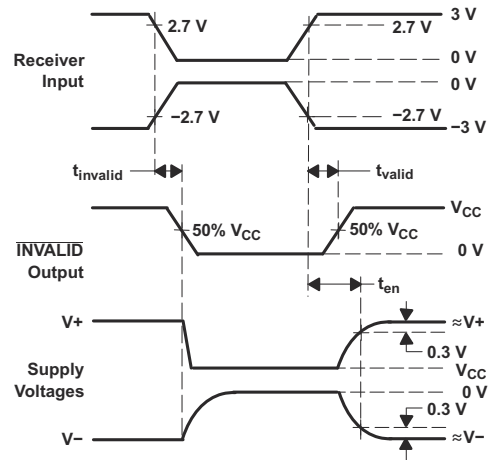 3 V
2.7 V
2.7 V
Receiver
Input
0 V
0 V
−2.7 V
−2.7 V
−3 V
tinvalid
tvalid
VCC
50% VCC
50% VCC
INVALID
Output
0 V
ten
V+
≈V+
0.3 V
Supply
Voltages
VCC
0 V
0.3 V
V−
≈V−